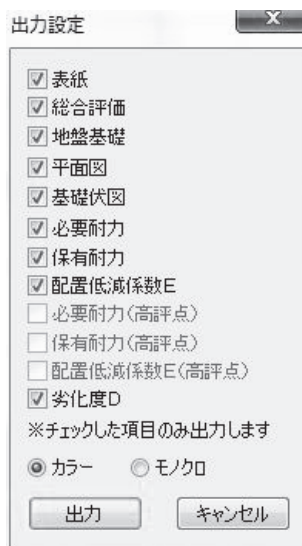 出力設定
表紙
総合評価
地盤基礎
平面図
基礎伏図
必要耐力
保有耐力
配置低減係数E
必要耐力(高評点)
保有耐力(高評点)
配置低減係数E(高評点)
劣化度D
※チェックした項目のみ出力します
カラー モノクロ
出力 キャンセル